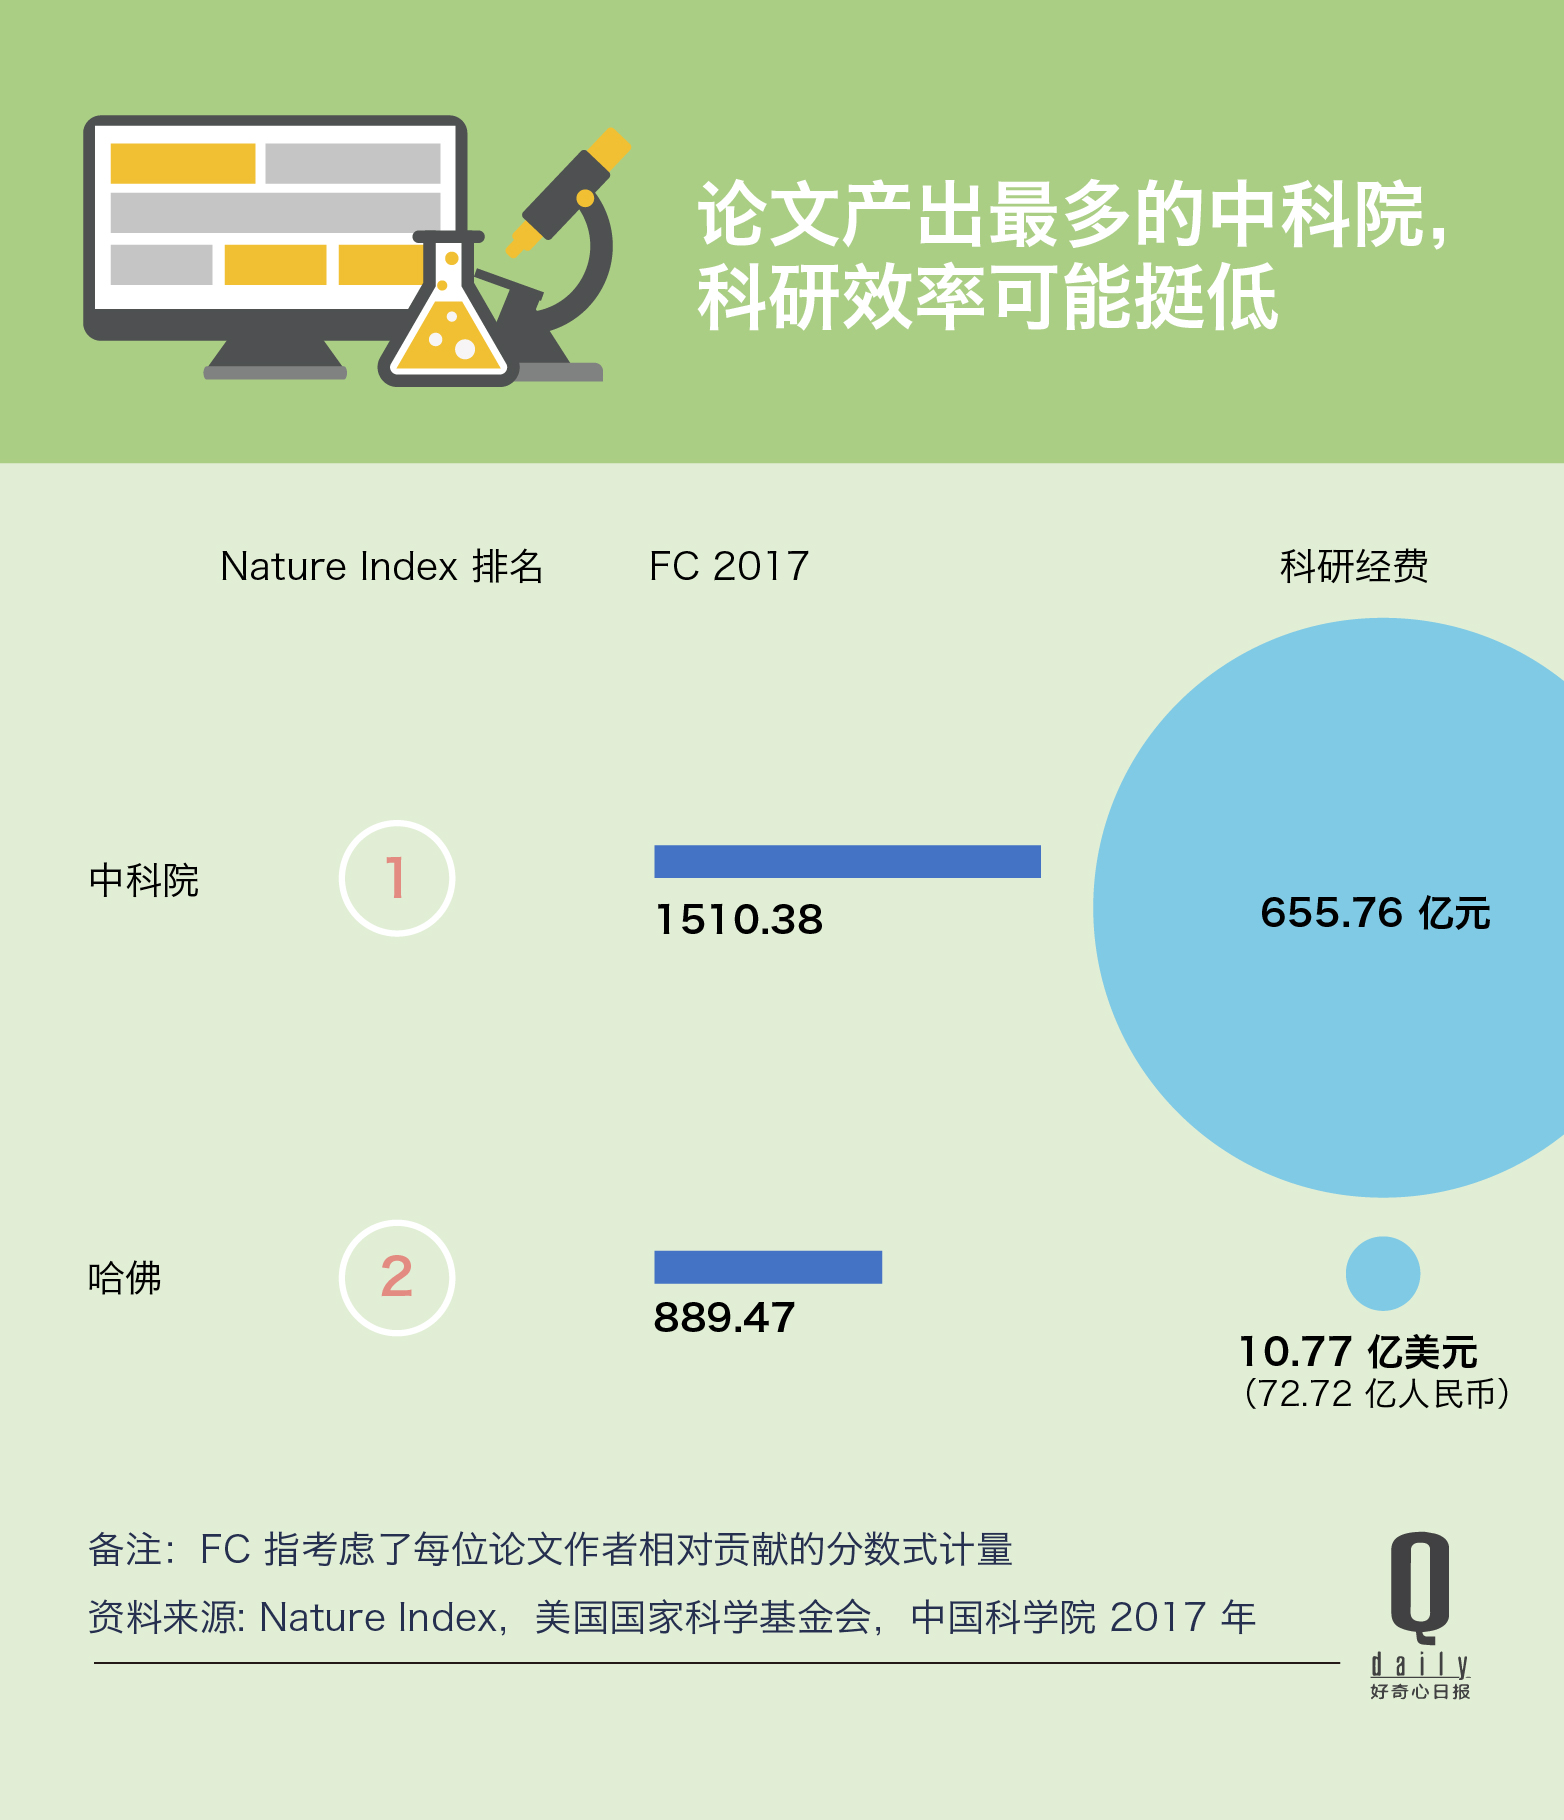 论文产出最多的中科院,
科研效率可能挺低
Nature Index 排名 FC 2017 科研经费
中科院 1 1510.38 655.76 亿元
哈佛 2 889.47 10.77 亿美元
（72.72 亿人民币）
备注：FC 指考虑了每位论文作者相对贡献的分数式计量
资料来源: Nature Index，美国国家科学基金会，中国科学院 2017 年
Q
daily
好奇心日报